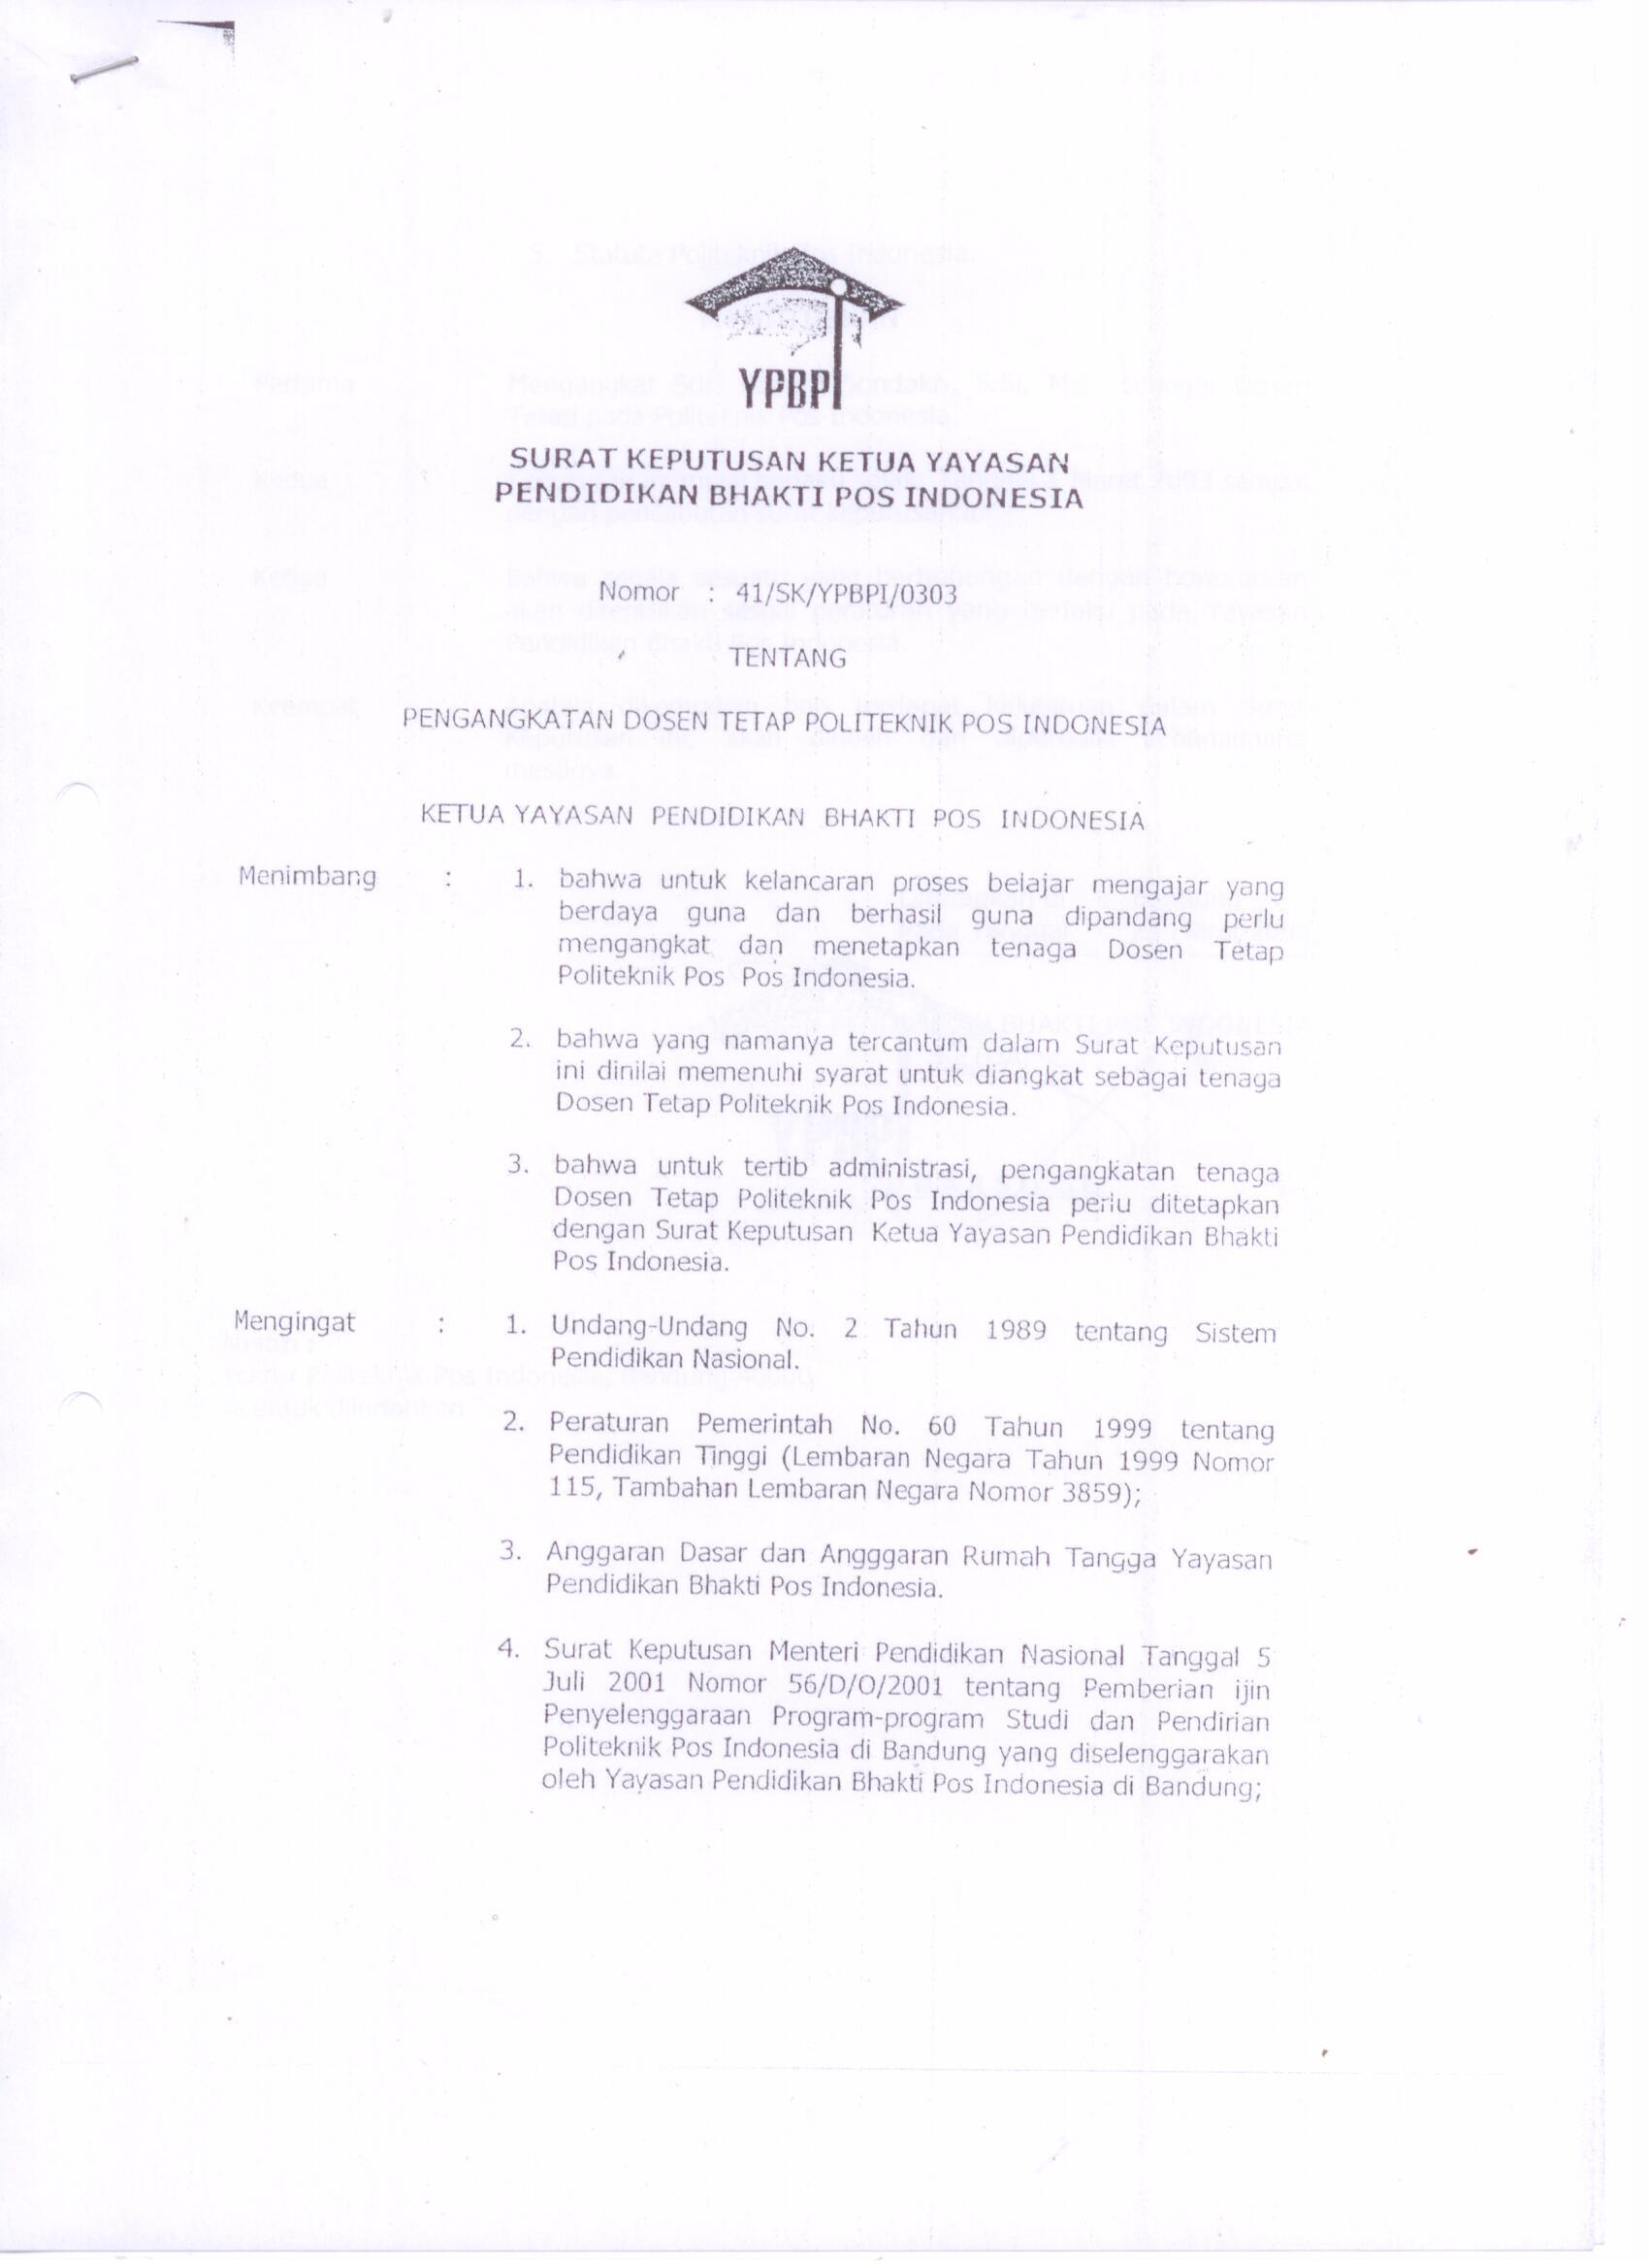 YPBPI
SURAT KEPUTUSAN KETUA YAYASAN
PENDIDIKAN BHAKTI POS INDONESIA
Nomor : 41/SK/YPBPI/0303
TENTANG
PENGANGKATAN DOSEN TETAP POLITEKNIK POS INDONESIA
KETUA YAYASAN PENDIDIKAN BHAKTI POS INDONESIA
Menimbang : 1. bahwa untuk kelancaran proses belajar mengajar yang
berdaya guna dan berhasil guna dipandang perlu
mengangkat dan menetapkan tenaga Dosen Tetap
Politeknik Pos Pos Indonesia.
2. bahwa yang namanya tercantum dalam Surat Keputusan
ini dinilai memenuhi syarat untuk diangkat sebagai tenaga
Dosen Tetap Politeknik Pos Indonesia.
3. bahwa untuk tertib administrasi, pengangkatan tenaga
Dosen Tetap Politeknik Pos Indonesia perlu ditetapkan
dengan Surat Keputusan Ketua Yayasan Pendidikan Bhakti
Pos Indonesia.
Mengingat : 1. Undang-Undang No. 2 Tahun 1989 tentang Sistem
Pendidikan Nasional.
2. Peraturan Pemerintah No. 60 Tahun 1999 tentang
Pendidikan Tinggi (Lembaran Negara Tahun 1999 Nomor
115, Tambahan Lembaran Negara Nomor 3859);
3. Anggaran Dasar dan Angggaran Rumah Tangga Yayasan
Pendidikan Bhakti Pos Indonesia.
4. Surat Keputusan Menteri Pendidikan Nasional Tanggal 5
Juli 2001 Nomor 56/D/O/2001 tentang Pemberian ijin
Penyelenggaraan Program-program Studi dan Pendirian
Politeknik Pos Indonesia di Bandung yang diselenggarakan
oleh Yayasan Pendidikan Bhakti Pos Indonesia di Bandung;